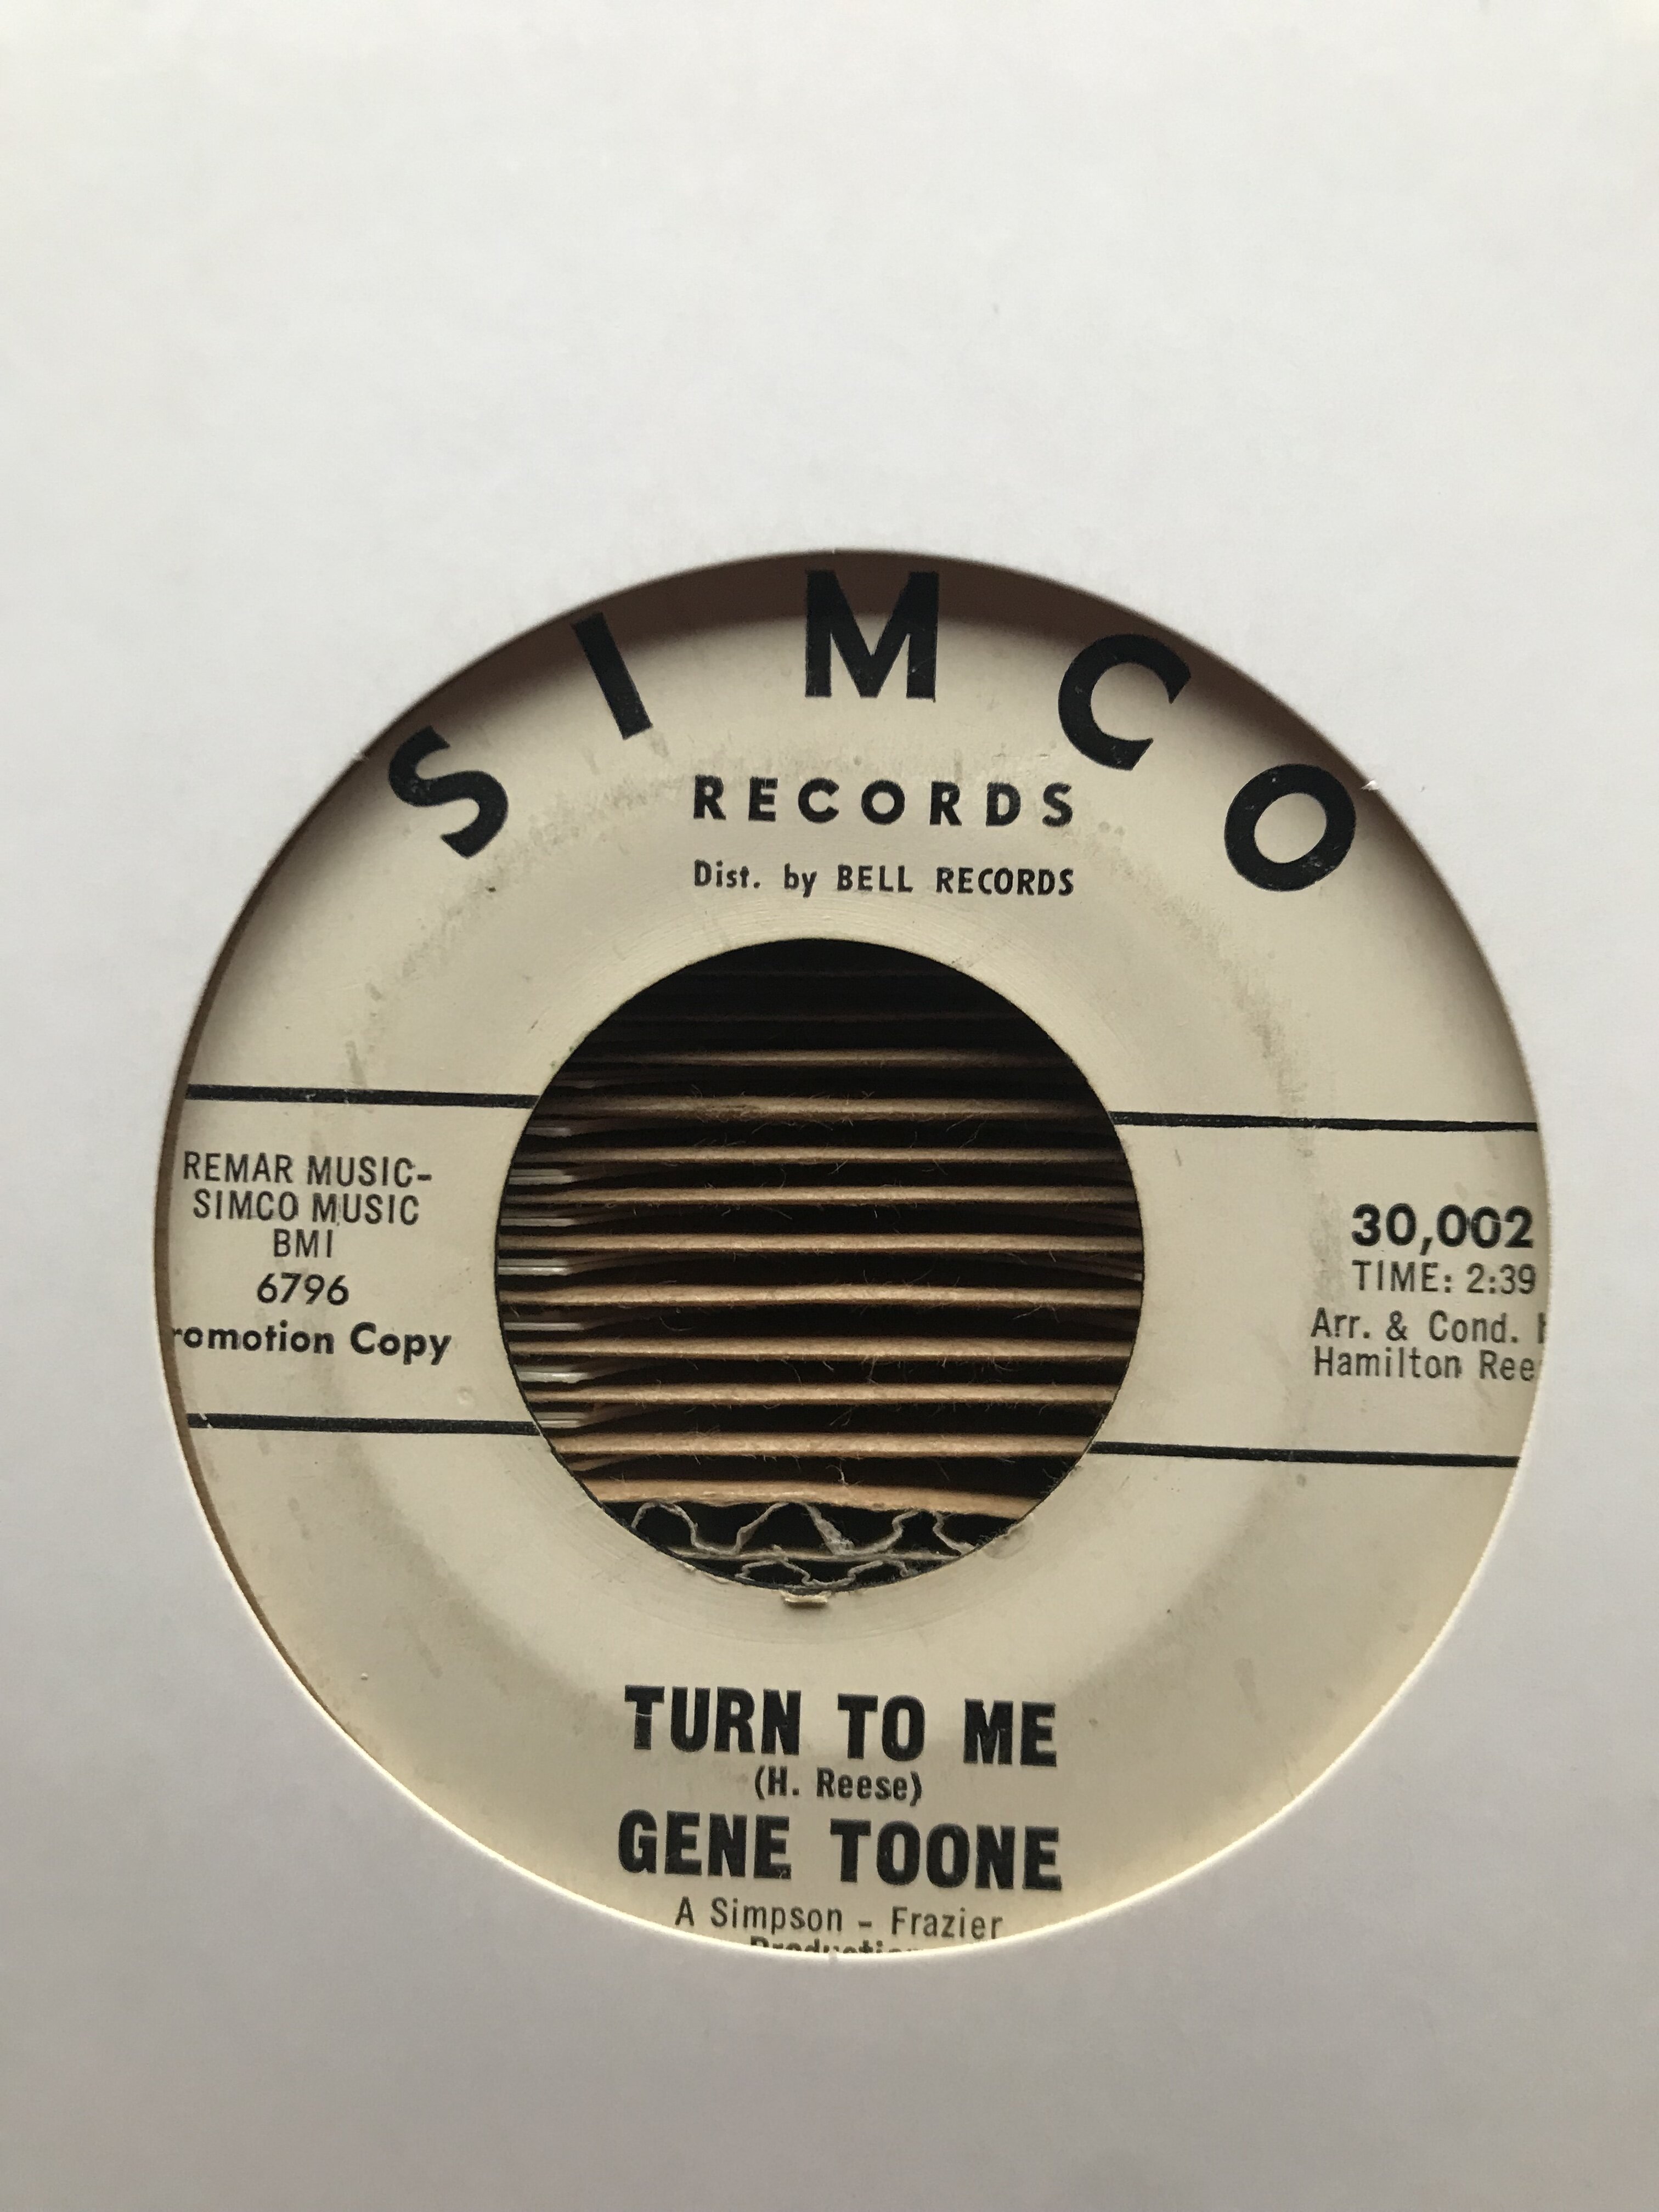 SIMCO
RECORDS
Dist. by BELL RECORDS
REMAR MUSIC-
SIMCO MUSIC
BMI
6796
romotion Copy
30,002
TIME: 2:39
Arr. & Cond.
Hamilton Ree
TURN TO ME
(H. Reese)
GENE TOONE
A Simpson - Frazier